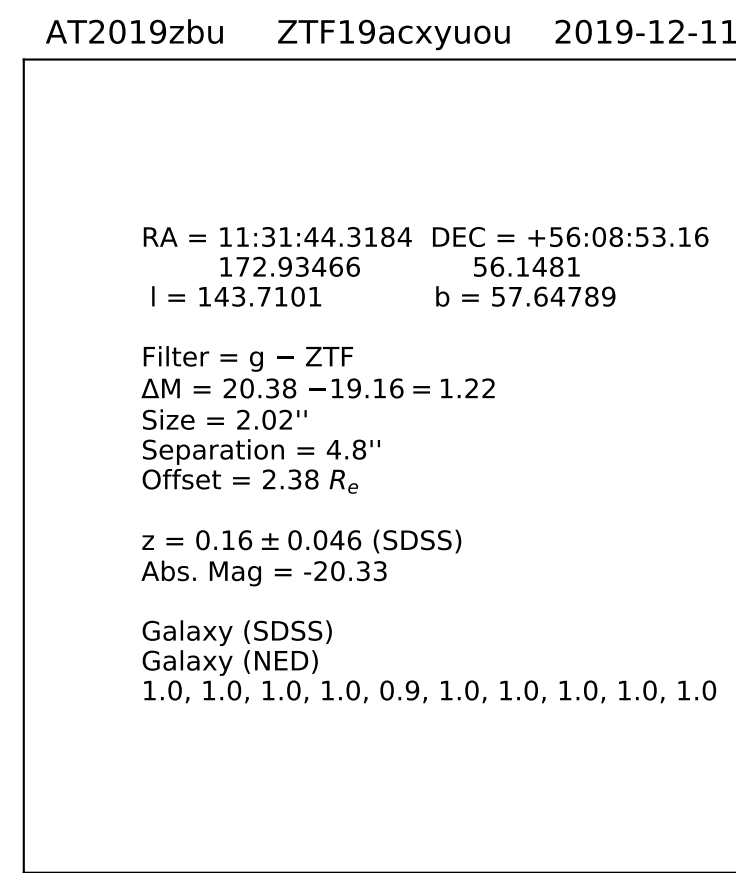 AT2019zbu ZTF19acxyuou 2019-12-11
RA = 11:31:44.3184 DEC = +56:08:53.16
172.93466 56.1481
l = 143.7101 b = 57.64789
Filter = g − ZTF
ΔM = 20.38 −19.16 = 1.22
Size = 2.02''
Separation = 4.8''
Offset = 2.38 Re
z = 0.16 ± 0.046 (SDSS)
Abs. Mag = -20.33
Galaxy (SDSS)
Galaxy (NED)
1.0, 1.0, 1.0, 1.0, 0.9, 1.0, 1.0, 1.0, 1.0, 1.0